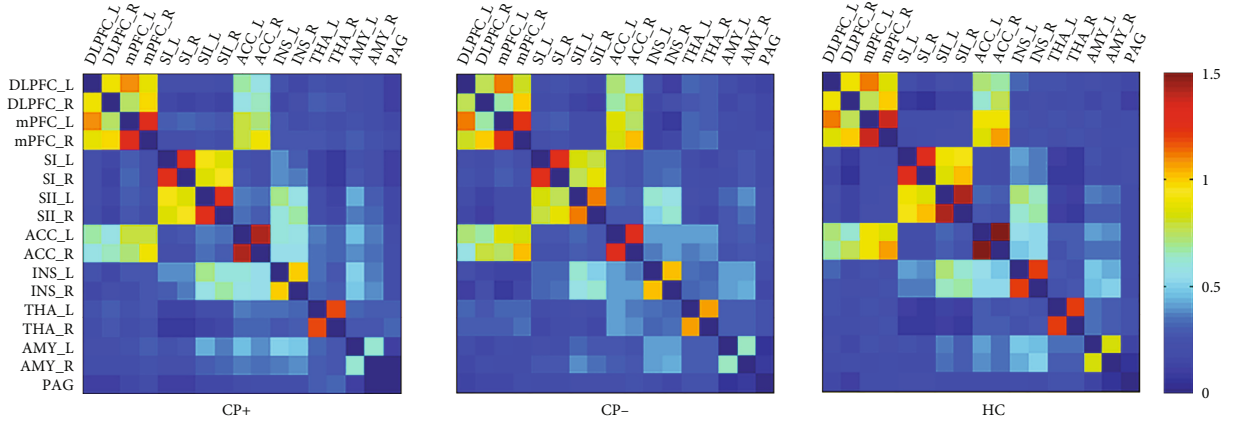 DLPFC_L DLPFC_R mPFC_L mPFC_R SI_L SI_R SII_L SII_R ACC_L ACC_R INS_L INS_R THA_L THA_R AMY_L AMY_R PAG
DLPFC_L DLPFC_R mPFC_L mPFC_R SI_L SI_R SII_L SII_R ACC_L ACC_R INS_L INS_R THA_L THA_R AMY_L AMY_R PAG
DLPFC_L DLPFC_R mPFC_L mPFC_R SI_L SI_R SII_L SII_R ACC_L ACC_R INS_L INS_R THA_L THA_R AMY_L AMY_R PAG
DLPFC_L
DLPFC_R
mPFC_L
mPFC_R
SI_L
SI_R
SII_L
SII_R
ACC_L
ACC_R
INS_L
INS_R
THA_L
THA_R
AMY_L
AMY_R
PAG
1.5
1
0.5
0
CP+
CP–
HC